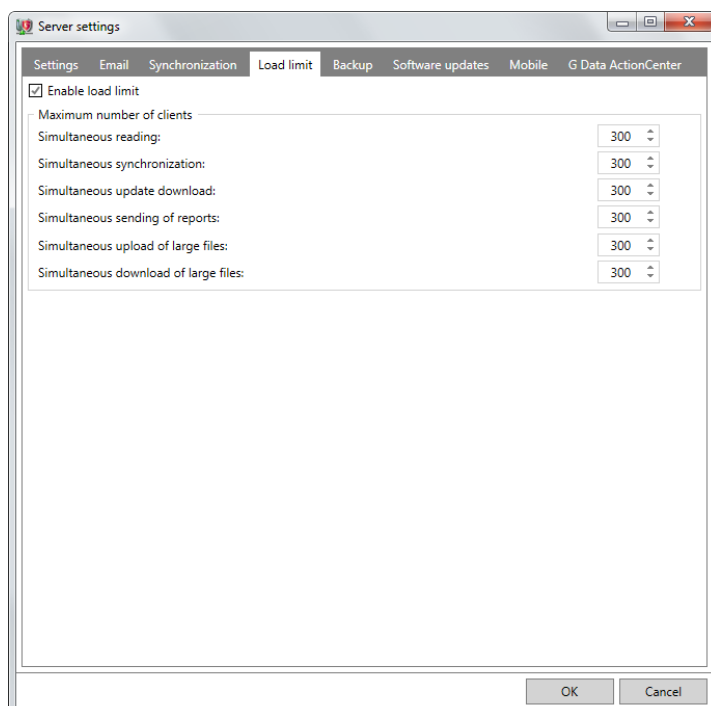 Server settings
Settings Email Synchronization Load limit Backup Software updates Mobile G Data ActionCenter
Enable load limit
Maximum number of clients
Simultaneous reading: 300
Simultaneous synchronization: 300
Simultaneous update download: 300
Simultaneous sending of reports: 300
Simultaneous upload of large files: 300
Simultaneous download of large files: 300
OK Cancel